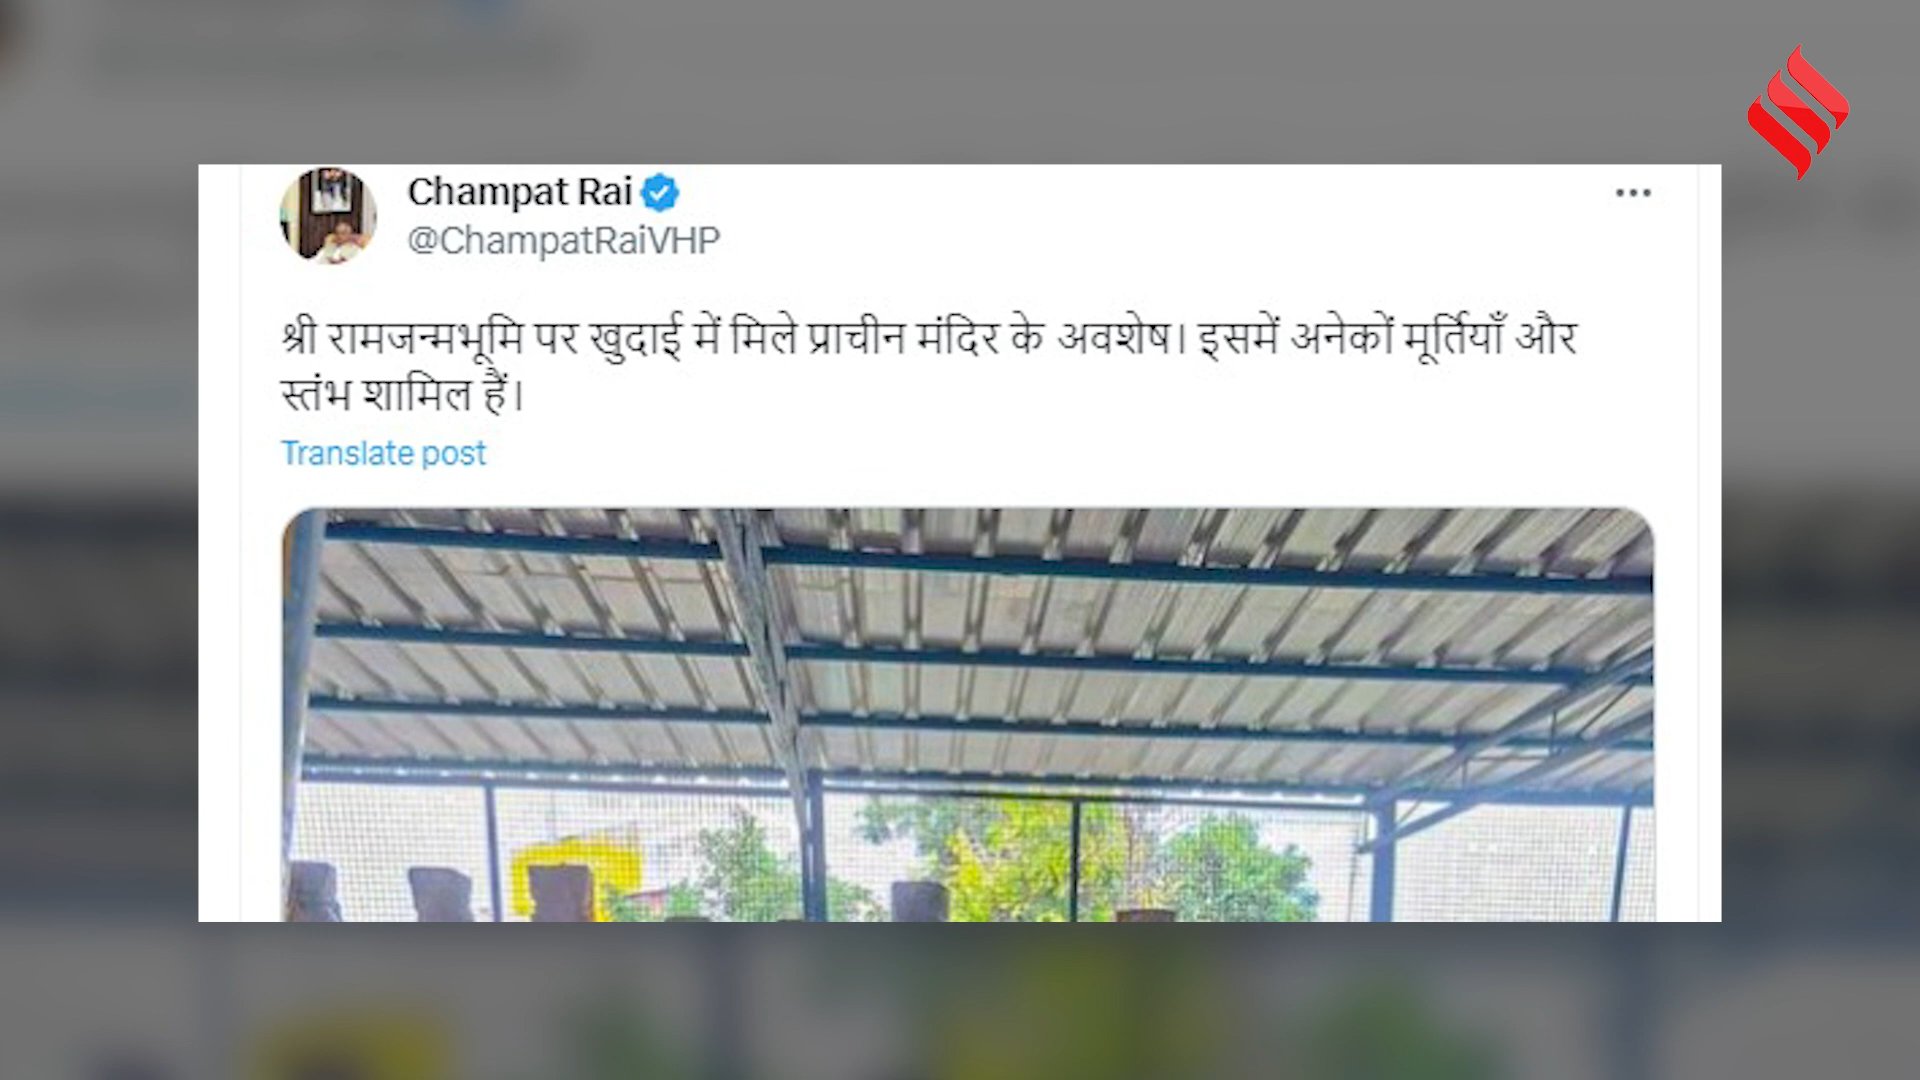 Champat Rai
@ChampatRaiVHP
श्री रामजन्मभूमि पर खुदाई में मिले प्राचीन मंदिर के अवशेष। इसमें अनेकों मूर्तियाँ और
स्तंभ शामिल हैं।
Translate post